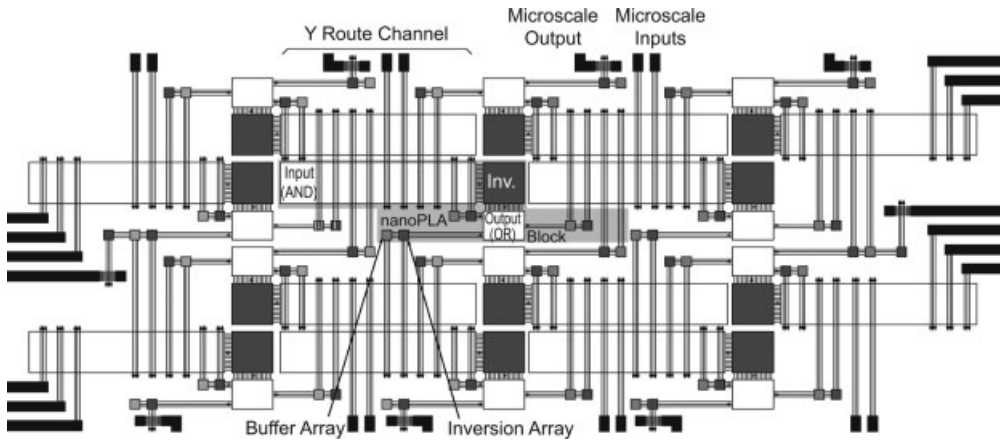 Y Route Channel
Microscale
Output
Microscale
Inputs
Input
(AND)
Inv.
nanoPLA
Output
(OR)
Block
Buffer Array
Inversion Array